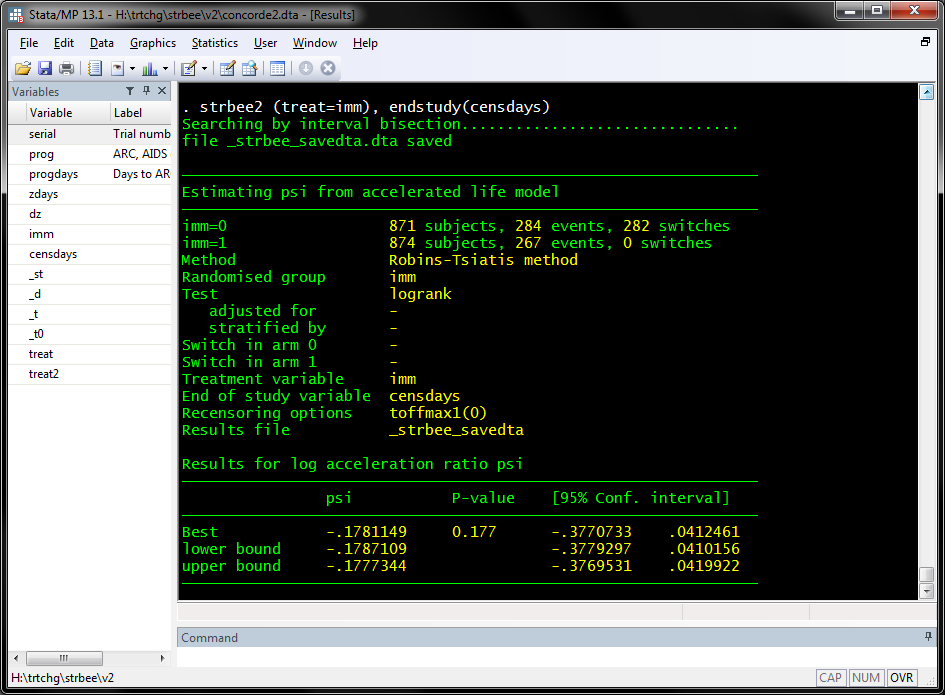 Stata/MP 13.1 - H:\trtchg\strbee\v2\concorde2.dta - [Results]
File Edit Data Graphics Statistics User Window Help
Variables
Variable Label
serial Trial numb
prog ARC, AIDS
progdays Days to AR
zdays
dz
imm
censdays
_st
_d
_t
_t0
treat
treat2
. strbee2 (treat=imm), endstudy(censdays)
Searching by interval bisection...............................
file _strbee_savedta.dta saved
Estimating psi from accelerated life model
imm=0 871 subjects, 284 events, 282 switches
imm=1 874 subjects, 267 events, 0 switches
Method Robins-Tsiatis method
Randomised group imm
Test logrank
adjusted for -
stratified by -
Switch in arm 0 -
Switch in arm 1 -
Treatment variable imm
End of study variable censdays
Recensoring options toffmax1(0)
Results file _strbee_savedta
Results for log acceleration ratio psi
psi P-value [95% Conf. interval]
Best -.1781149 0.177 -.3770733 .0412461
lower bound -.1787109 -.3779297 .0410156
upper bound -.1777344 -.3769531 .0419922
Command
H:\trtchg\strbee\v2 CAP NUM OVR